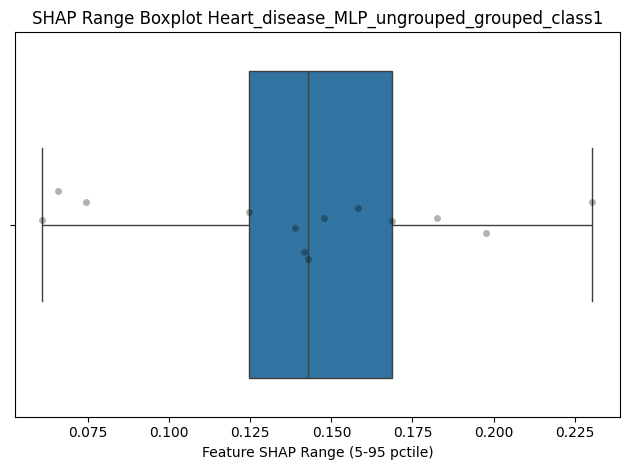 SHAP Range Boxplot Heart_disease_MLP_ungrouped_grouped_class1
0.075 0.100 0.125 0.150 0.175 0.200 0.225
Feature SHAP Range (5-95 pctile)